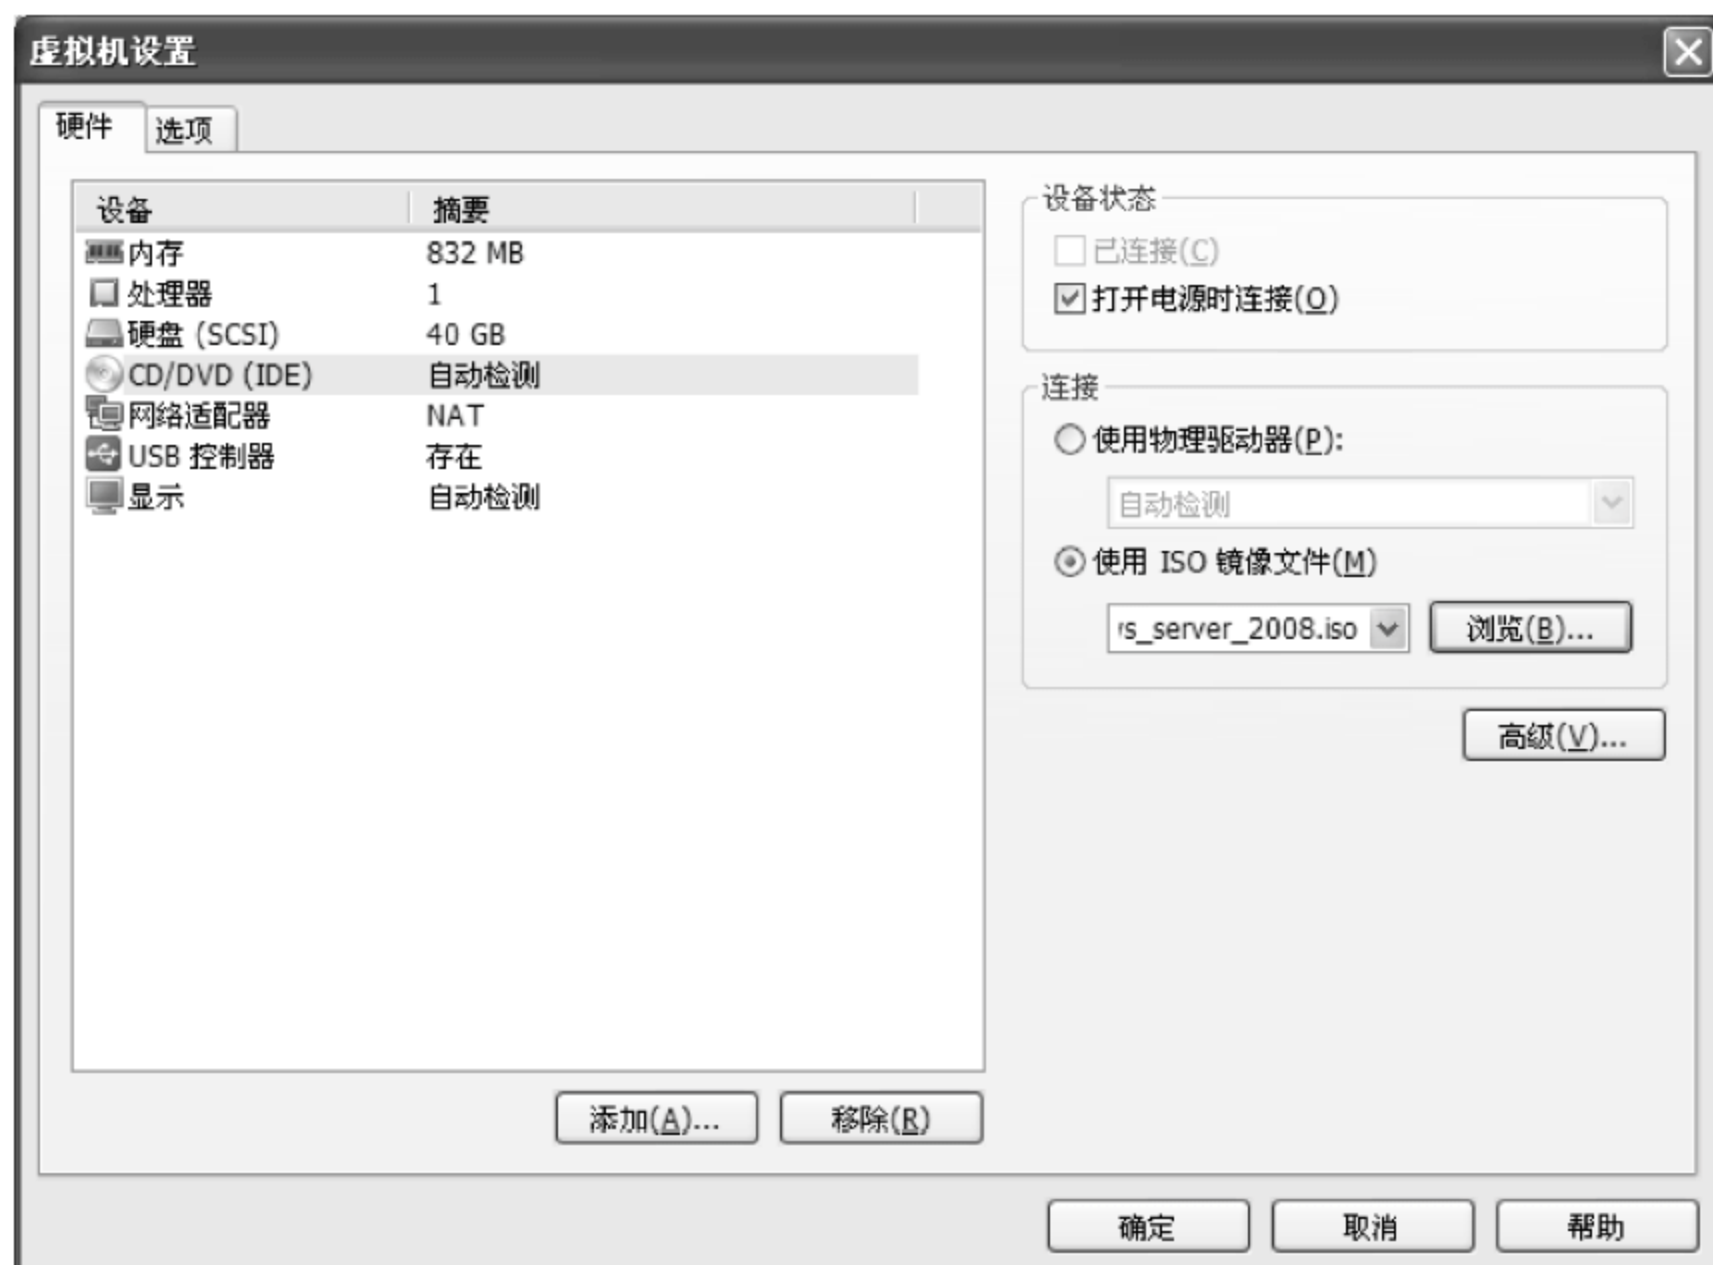 虚拟机设置
硬件 选项
设备 摘要
内存 832 MB
处理器 1
硬盘 (SCSI) 40 GB
CD/DVD (IDE) 自动检测
网络适配器 NAT
USB 控制器 存在
显示 自动检测
添加(A)... 移除(R)
设备状态
已连接(C)
打开电源时连接(O)
连接
使用物理驱动器(P):
自动检测
使用 ISO 镜像文件(M)
s_server_2008.iso 浏览(B)...
高级(V)...
确定 取消 帮助